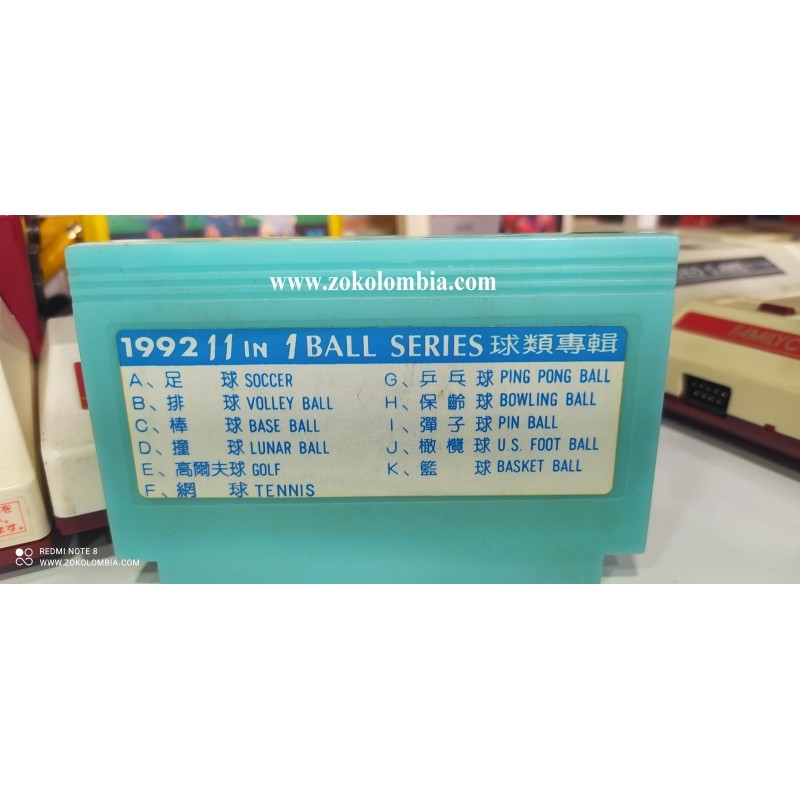 www.zokolombia.com
1992 11 IN 1 BALL SERIES 球類專輯
A、足球 SOCCER
B、排球 VOLLEY BALL
C、棒球 BASE BALL
D、撞球 LUNAR BALL
E、高爾夫球 GOLF
F、網球 TENNIS
G、乒乓球 PING PONG BALL
H、保齡球 BOWLING BALL
I、彈子球 PIN BALL
J、橄欖球 U.S. FOOT BALL
K、籃球 BASKET BALL
FAMILY C
REDMI NOTE 8
WWW.ZOKOLOMBIA.COM